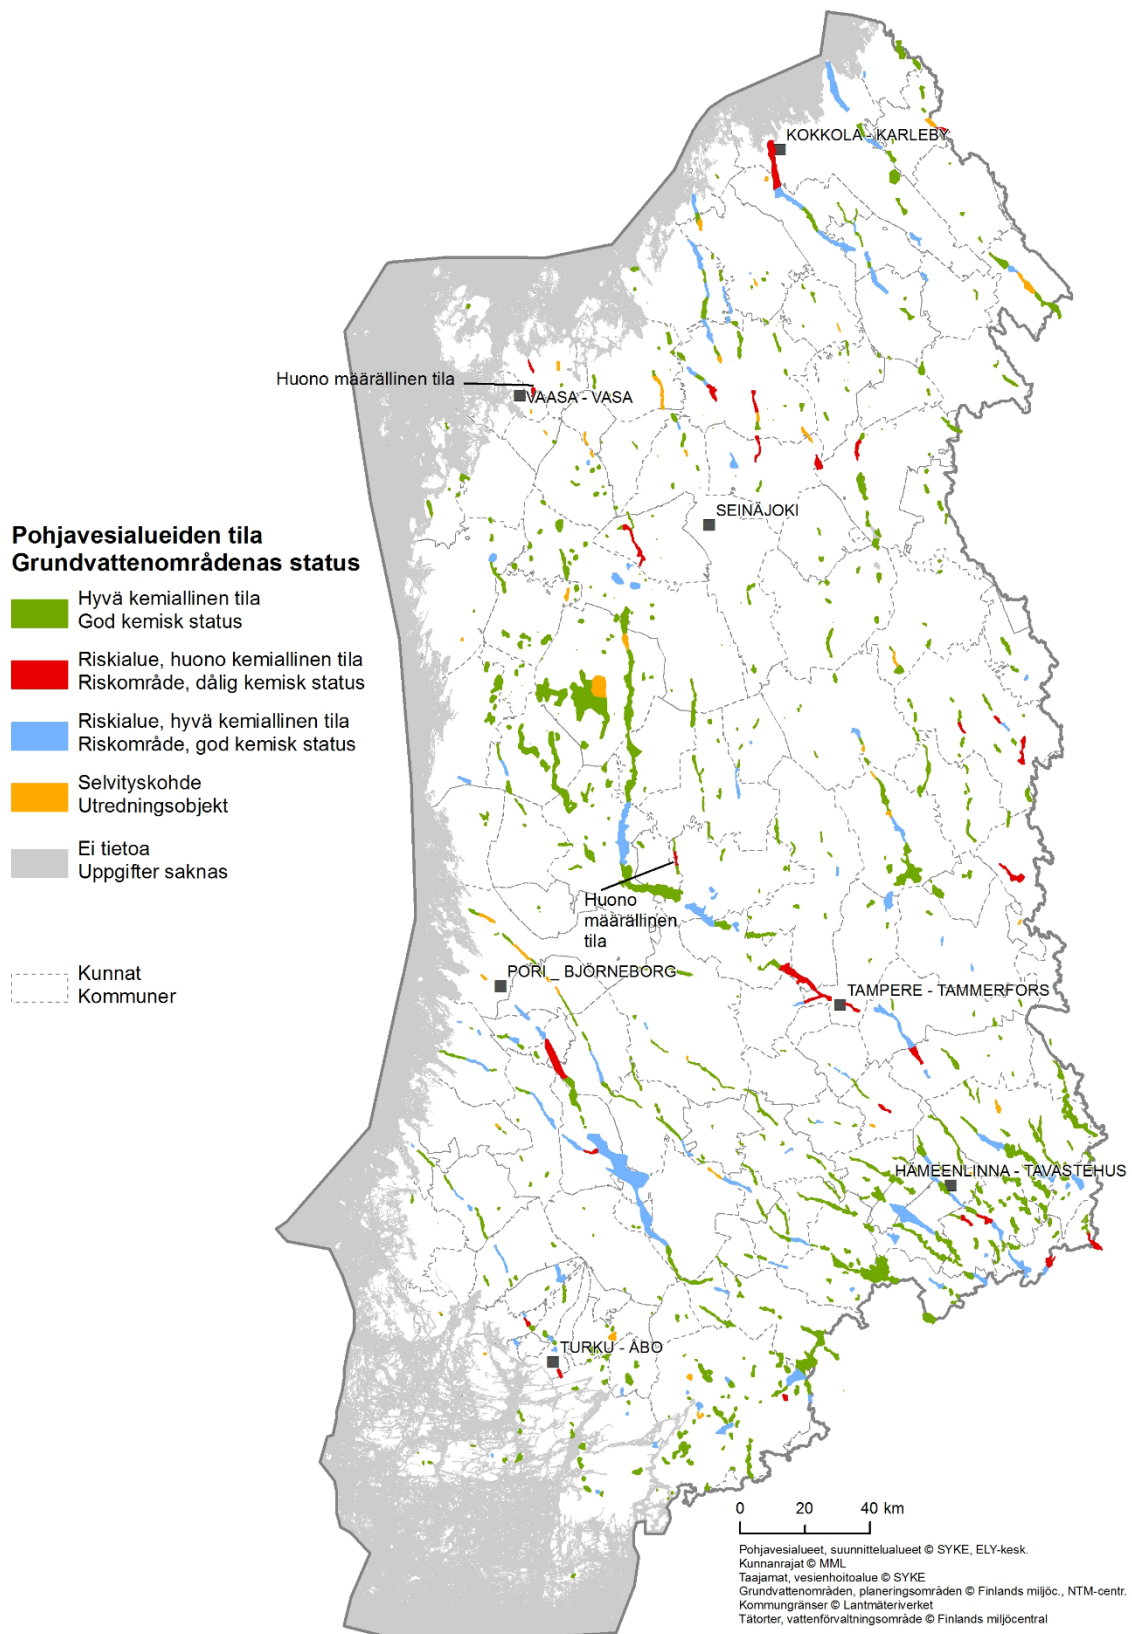 KOKKOLA - KARLEBY
Huono määrällinen tila
VAASA - VASA
SEINÄJOKI
Pohjavesialueiden tila
Grundvattenområdenas status
Hyvä kemiallinen tila
God kemisk status
Riskialue, huono kemiallinen tila
Riskområde, dålig kemisk status
Riskialue, hyvä kemiallinen tila
Riskområde, god kemisk status
Selvityskohde
Utredningsobjekt
Ei tietoa
Uppgifter saknas
Kunnat
Kommuner
Huono
määrällinen
tila
PORI _ BJÖRNEBORG
TAMPERE - TAMMERFORS
HÄMEENLINNA - TAVASTEHUS
TURKU - ÅBO
0 20 40 km
Pohjavesialueet, suunnittelualueet © SYKE, ELY-kesk.
Kunnanrajat © MML
Taajamat, vesienhoitoalue © SYKE
Grundvattenområden, planeringsområden © Finlands miljöc., NTM-centr.
Kommungränser © Lantmäteriverket
Tätorter, vattenförvaltningsområde © Finlands miljöcentral